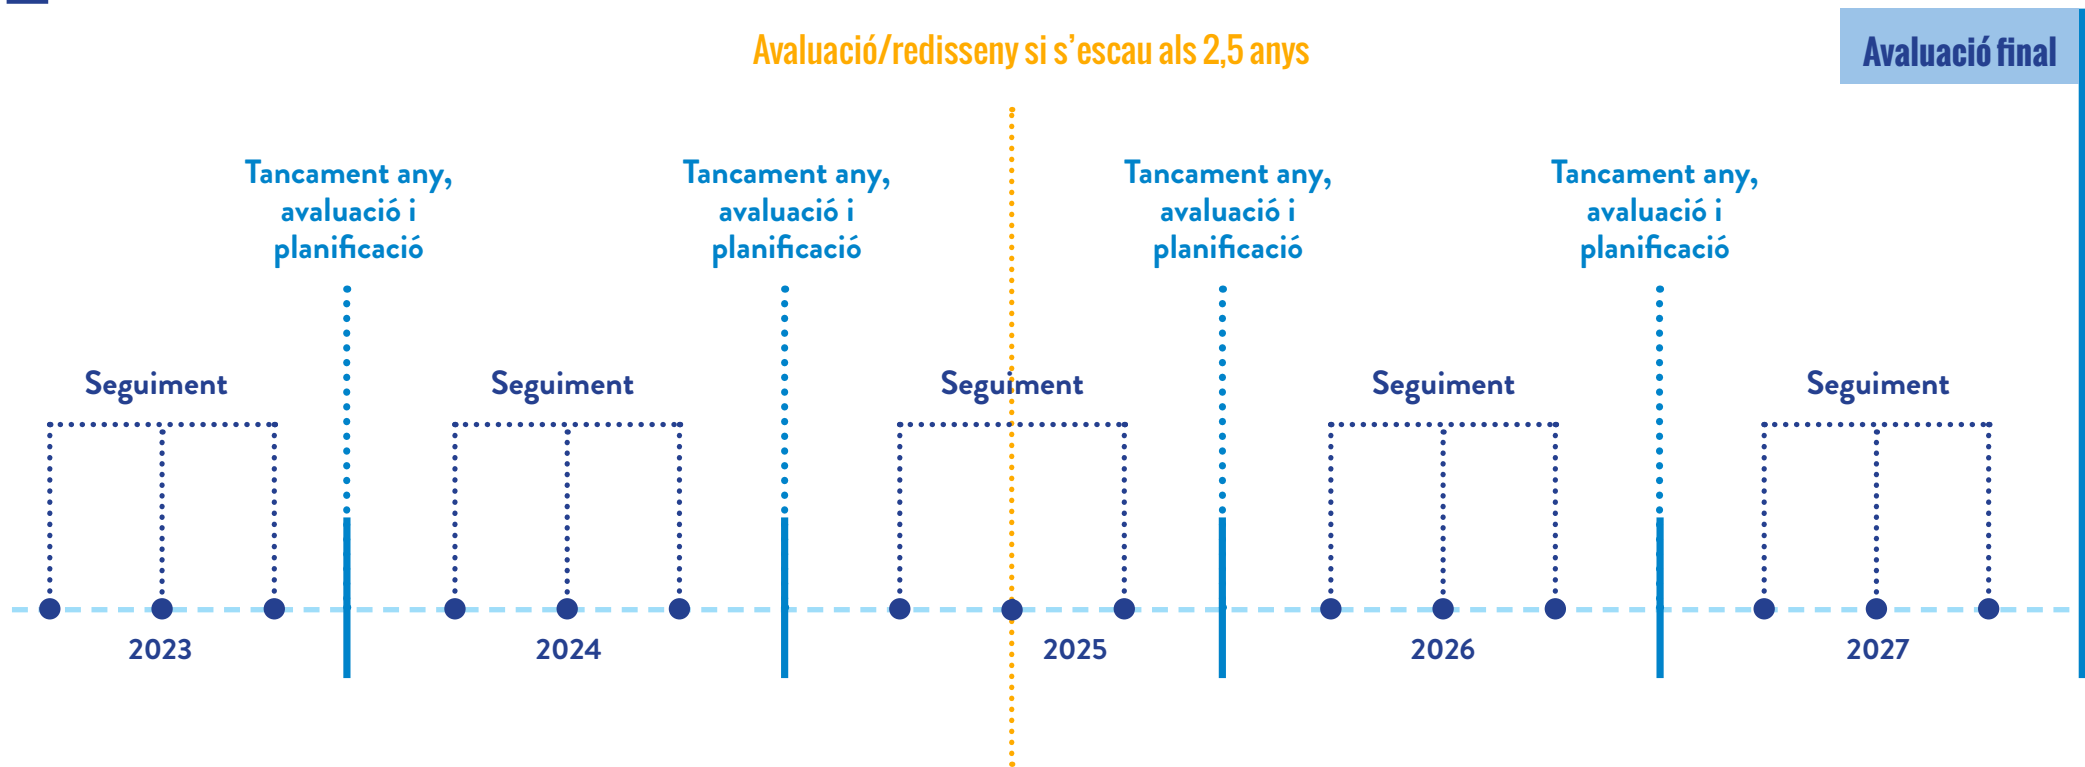 Avaluació/redisseny si s’escau als 2,5 anys
Avaluació final
Tancament any,
avaluació i
planificació
Tancament any,
avaluació i
planificació
Tancament any,
avaluació i
planificació
Tancament any,
avaluació i
planificació
Seguiment
Seguiment
Seguiment
Seguiment
Seguiment
2023
2024
2025
2026
2027